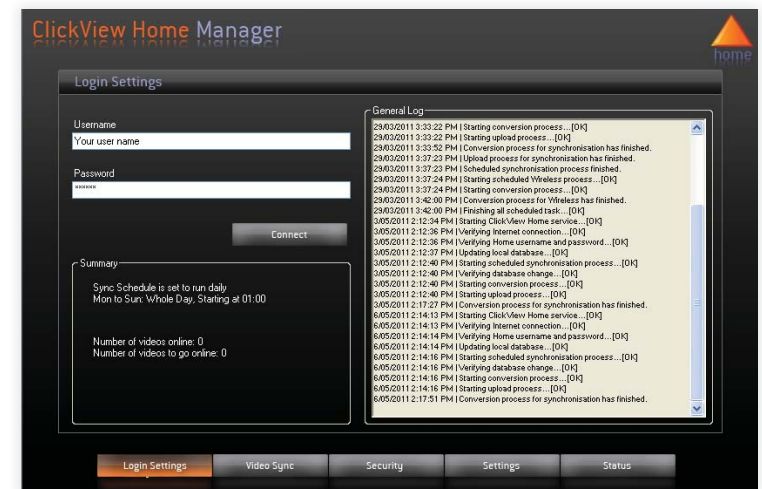 ClickView Home Manager
home
Login Settings
Username
Your user name
Password
******
Connect
Summary
Sync Schedule is set to run daily
Mon to Sun: Whole Day, Starting at 01:00
Number of videos online: 0
Number of videos to go online: 0
General Log
29/03/2011 3:33:22 PM | Starting conversion process...[OK]
29/03/2011 3:33:22 PM | Starting upload process...[OK]
29/03/2011 3:33:52 PM | Conversion process for synchronisation has finished.
29/03/2011 3:37:23 PM | Upload process for synchronisation has finished.
29/03/2011 3:37:23 PM | Scheduled synchronisation process finished.
29/03/2011 3:37:24 PM | Starting scheduled Wireless process...[OK]
29/03/2011 3:37:24 PM | Starting conversion process...[OK]
29/03/2011 3:42:00 PM | Conversion process for Wireless has finished.
29/03/2011 3:42:00 PM | Finishing all scheduled task...[OK]
3/05/2011 2:12:34 PM | Starting ClickView Home service...[OK]
3/05/2011 2:12:36 PM | Verifying Internet connection...[OK]
3/05/2011 2:12:36 PM | Verifying Home username and password...[OK]
3/05/2011 2:12:37 PM | Updating local database...[OK]
3/05/2011 2:12:40 PM | Starting scheduled synchronisation process...[OK]
3/05/2011 2:12:40 PM | Verifying database change...[OK]
3/05/2011 2:12:40 PM | Starting conversion process...[OK]
3/05/2011 2:12:40 PM | Starting upload process...[OK]
3/05/2011 2:17:27 PM | Conversion process for synchronisation has finished.
6/05/2011 2:14:13 PM | Starting ClickView Home service...[OK]
6/05/2011 2:14:13 PM | Verifying Internet connection...[OK]
6/05/2011 2:14:14 PM | Verifying Home username and password...[OK]
6/05/2011 2:14:14 PM | Updating local database...[OK]
6/05/2011 2:14:16 PM | Starting scheduled synchronisation process...[OK]
6/05/2011 2:14:16 PM | Verifying database change...[OK]
6/05/2011 2:14:16 PM | Starting conversion process...[OK]
6/05/2011 2:14:16 PM | Starting upload process...[OK]
6/05/2011 2:17:51 PM | Conversion process for synchronisation has finished.
Login Settings
Video Sync
Security
Settings
Status